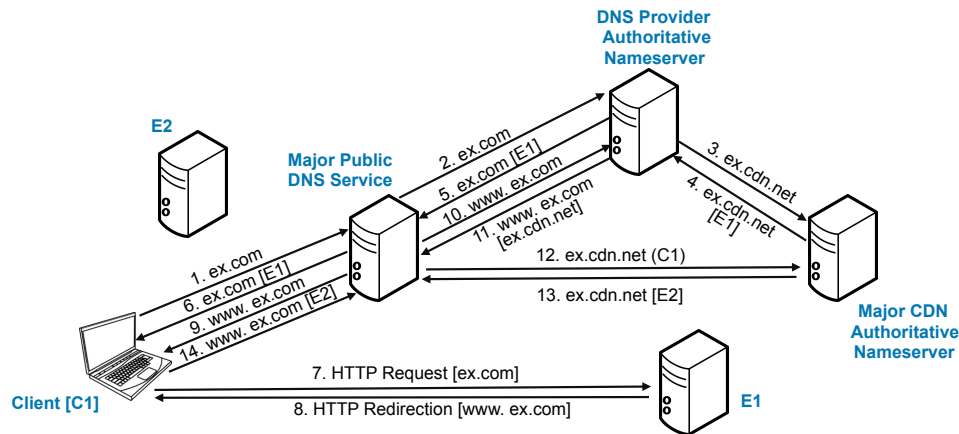 DNS Provider
Authoritative
Nameserver
E2
Major Public
DNS Service
2. ex.com
5. ex.com [E1]
10. www. ex.com
11. www. ex.com
[ex.cdn.net]
3. ex.cdn.net
4. ex.cdn.net
[E1]
1. ex.com
6. ex.com [E1]
9. www. ex.com
14. www. ex.com [E2]
12. ex.cdn.net (C1)
13. ex.cdn.net [E2]
Major CDN
Authoritative
Nameserver
7. HTTP Request [ex.com]
8. HTTP Redirection [www. ex.com]
Client [C1]
E1